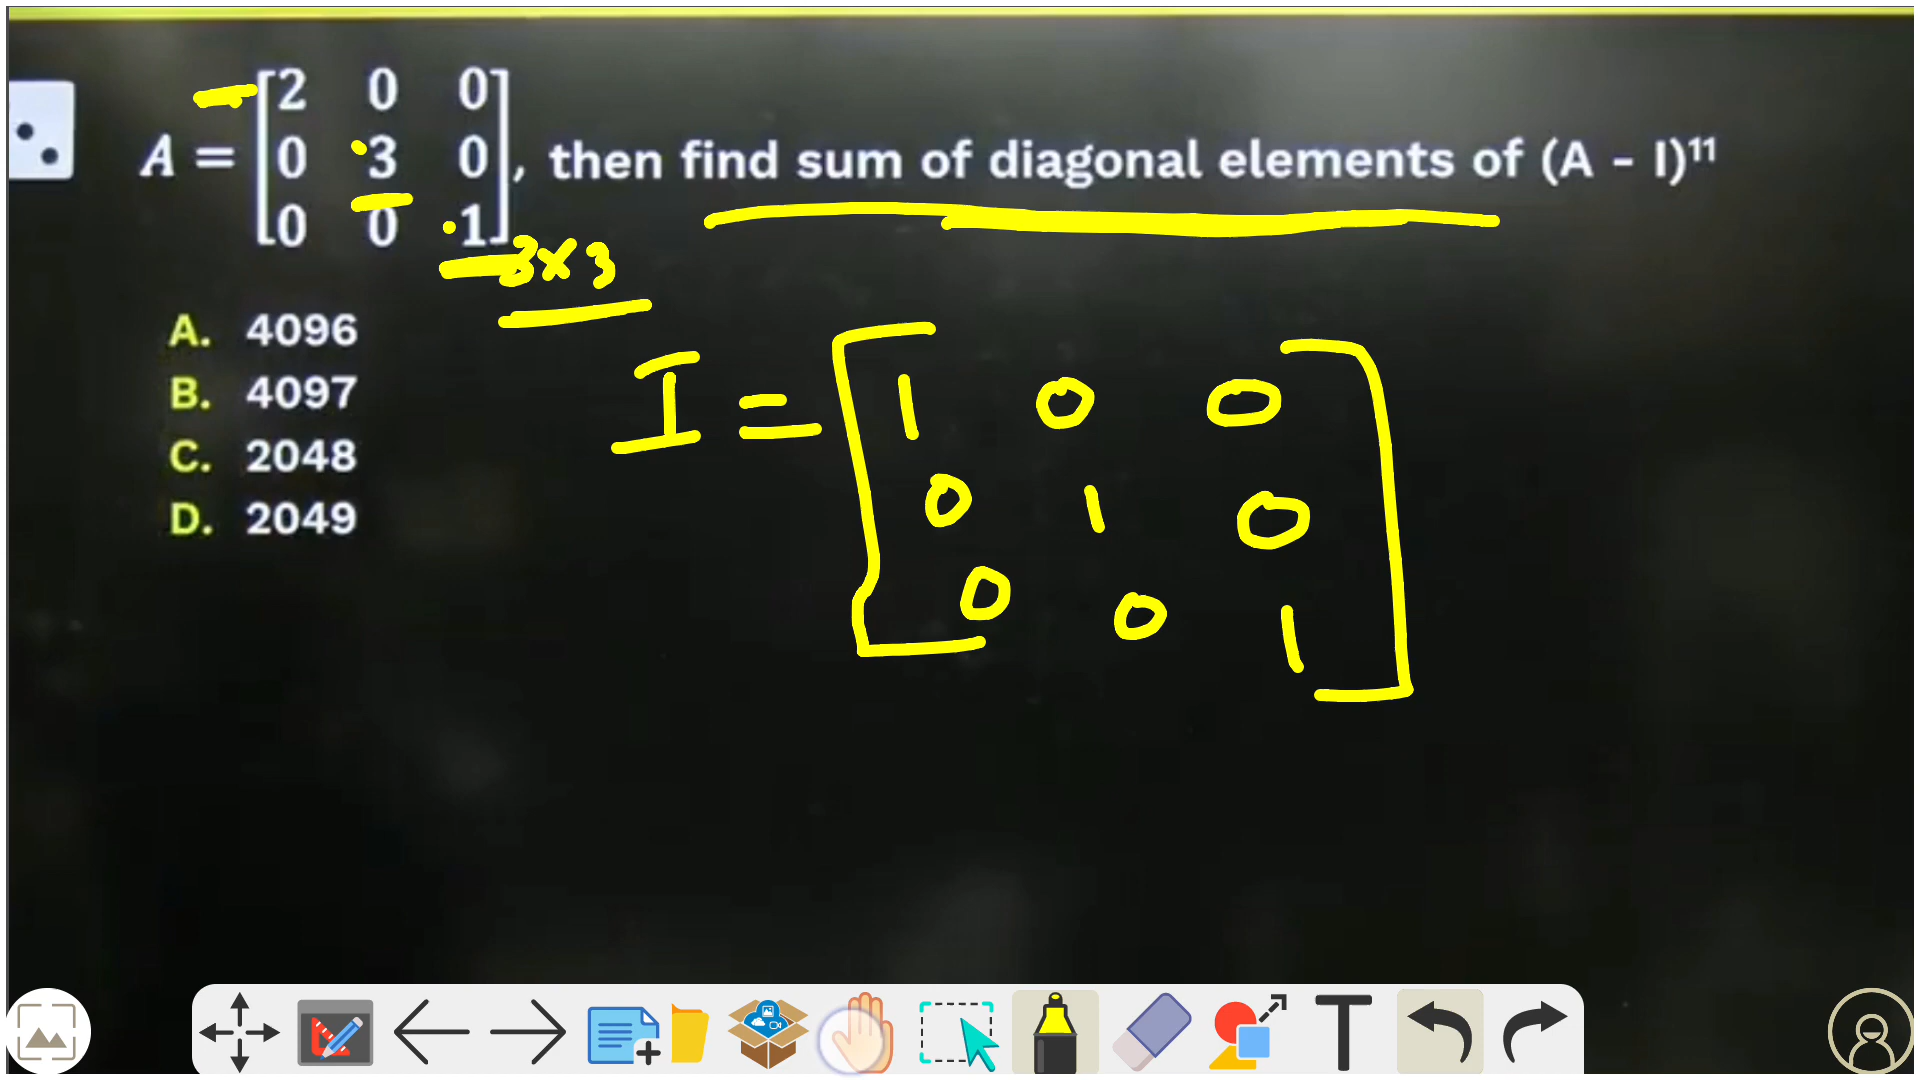 A = [2 0 0
0 3 0
0 0 1], then find sum of diagonal elements of (A - I)¹¹
3×3
A. 4096
B. 4097
C. 2048
D. 2049
I = [1 0 0
0 1 0
0 0 1]
T